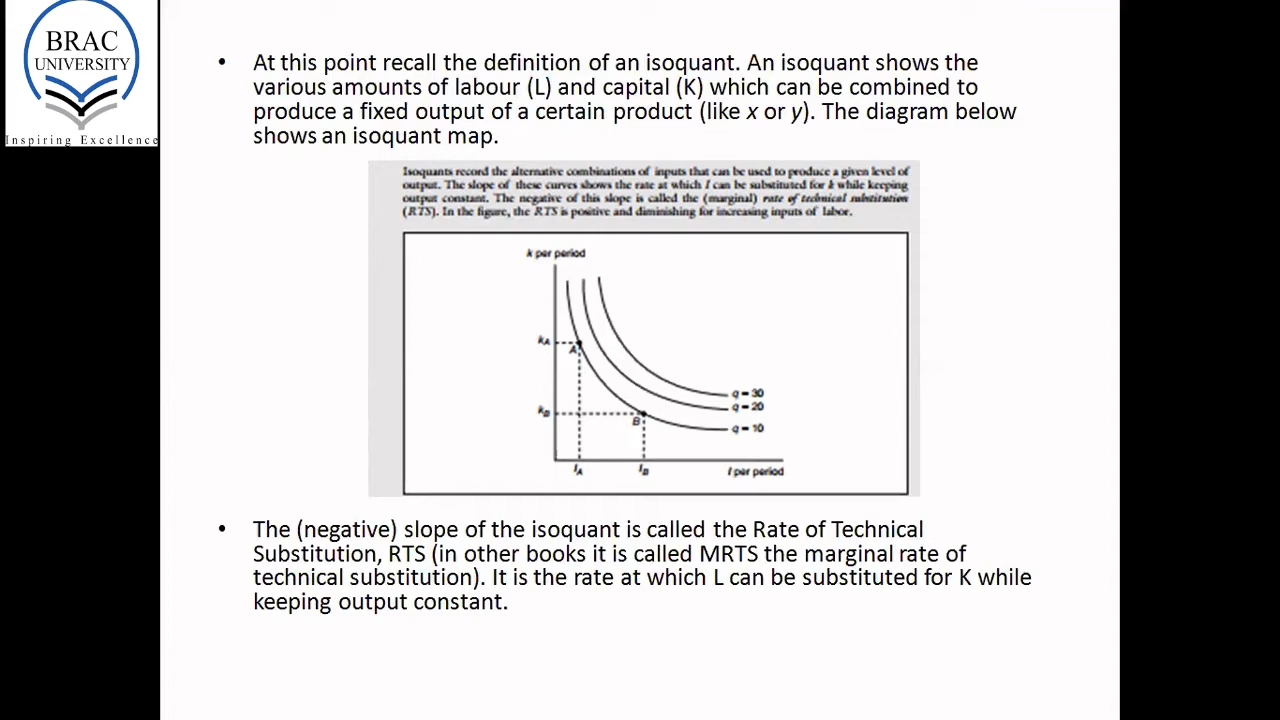 BRAC
UNIVERSITY
Inspiring Excellence
• At this point recall the definition of an isoquant. An isoquant shows the
various amounts of labour (L) and capital (K) which can be combined to
produce a fixed output of a certain product (like x or y). The diagram below
shows an isoquant map.
Isoquants record the alternative combinations of inputs that can be used to produce a given level of
output. The slope of these curves shows the rate at which l can be substituted for k while keeping
output constant. The negative of this slope is called the (marginal) rate of technical substitution
(RTS). In the figure, the RTS is positive and diminishing for increasing inputs of labor.
k per period
kA
A
kB
B
q = 30
q = 20
q = 10
lA
lB
l per period
• The (negative) slope of the isoquant is called the Rate of Technical
Substitution, RTS (in other books it is called MRTS the marginal rate of
technical substitution). It is the rate at which L can be substituted for K while
keeping output constant.